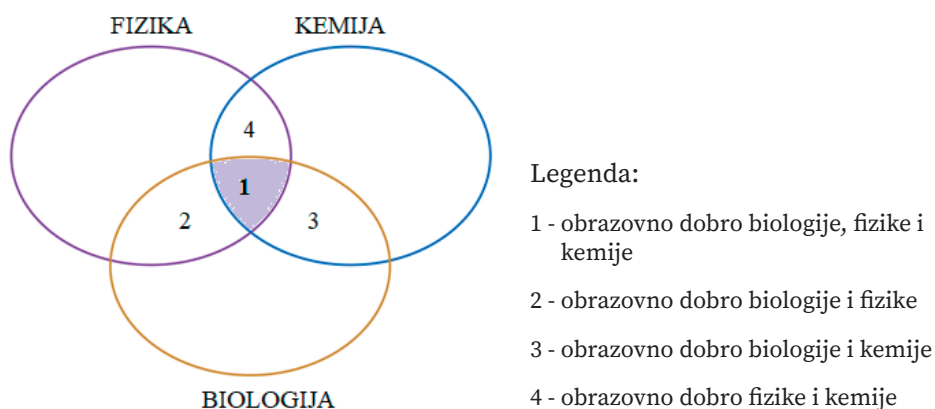 FIZIKA
KEMIJA
4
1
2
3
BIOLOGIJA
Legenda:
1 - obrazovno dobro biologije, fizike i
kemije
2 - obrazovno dobro biologije i fizike
3 - obrazovno dobro biologije i kemije
4 - obrazovno dobro fizike i kemije